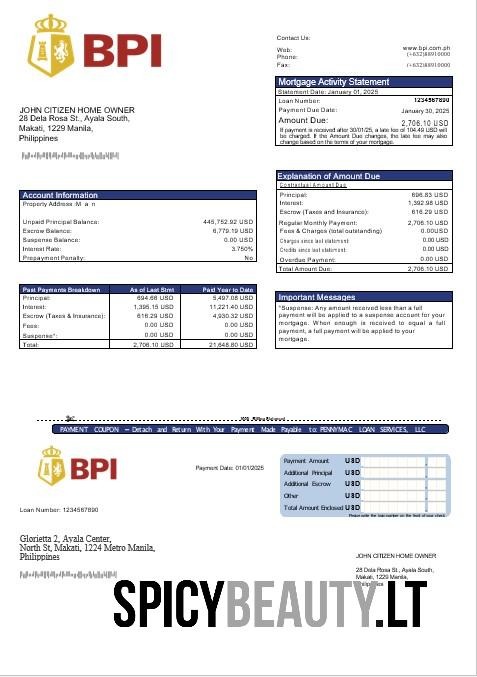 BPI
JOHN CITIZEN HOME OWNER
28 Dela Rosa St., Ayala South,
Makati, 1229 Manila,
Philippines
Contact Us:
Web: www.bpi.com.ph
Phone: (+632)88910000
Fax: (+632)88910000
Mortgage Activity Statement
Statement Date: January 01, 2025
Loan Number: 1234567890
Payment Due Date: January 30, 2025
Amount Due: 2,706.10 USD
If payment is received after 30/01/25, a late fee of 104.49 USD will
be charged. If the Amount Due changes, the late fee may also
change based on the terms of your mortgage.
Account Information
Property Address :M a n
Unpaid Principal Balance: 445,752.92 USD
Escrow Balance: 6,779.19 USD
Suspense Balance: 0.00 USD
Interest Rate: 3.750%
Prepayment Penalty: No
Explanation of Amount Due
Contractual Amount Due
Principal: 696.83 USD
Interest: 1,392.98 USD
Escrow (Taxes and Insurance): 616.29 USD
Regular Monthly Payment: 2,706.10 USD
Fees & Charges (total outstanding) 0.00USD
Charges since last statement: 0.00 USD
Credits since last statement: 0.00 USD
Overdue Payment: 0.00 USD
Total Amount Due: 2,706.10 USD
Past Payments Breakdown As of Last Stmt Paid Year to Date
Principal: 694.66 USD 5,497.08 USD
Interest: 1,395.15 USD 11,221.40 USD
Escrow (Taxes & Insurance): 616.29 USD 4,930.32 USD
Fees: 0.00 USD 0.00 USD
Suspense*: 0.00 USD 0.00 USD
Total: 2,706.10 USD 21,648.80 USD
Important Messages
*Suspense: Any amount received less than a full
payment will be applied to a suspense account for your
mortgage. When enough is received to equal a full
payment, a full payment will be applied to your
mortgage.
PAYMENT COUPON – Detach and Return With Your Payment Made Payable to: PENNYMAC LOAN SERVICES, LLC
BPI
Payment Date: 01/01/2025
Payment Amount USD
Additional Principal USD
Additional Escrow USD
Other USD
Total Amount Enclosed USD
Please write the loan number on the front of your check.
Loan Number: 1234567890
Glorietta 2, Ayala Center,
North St, Makati, 1224 Metro Manila,
Philippines
JOHN CITIZEN HOME OWNER
28 Dela Rosa St., Ayala South,
Makati, 1229 Manila,
SPICYBEAUTY.LT